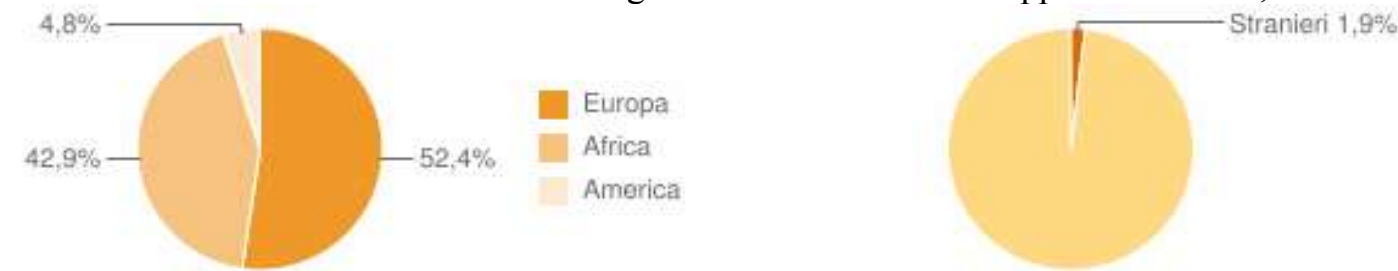 4,8%
Stranieri 1,9%
Europa
Africa
America
42,9%
52,4%